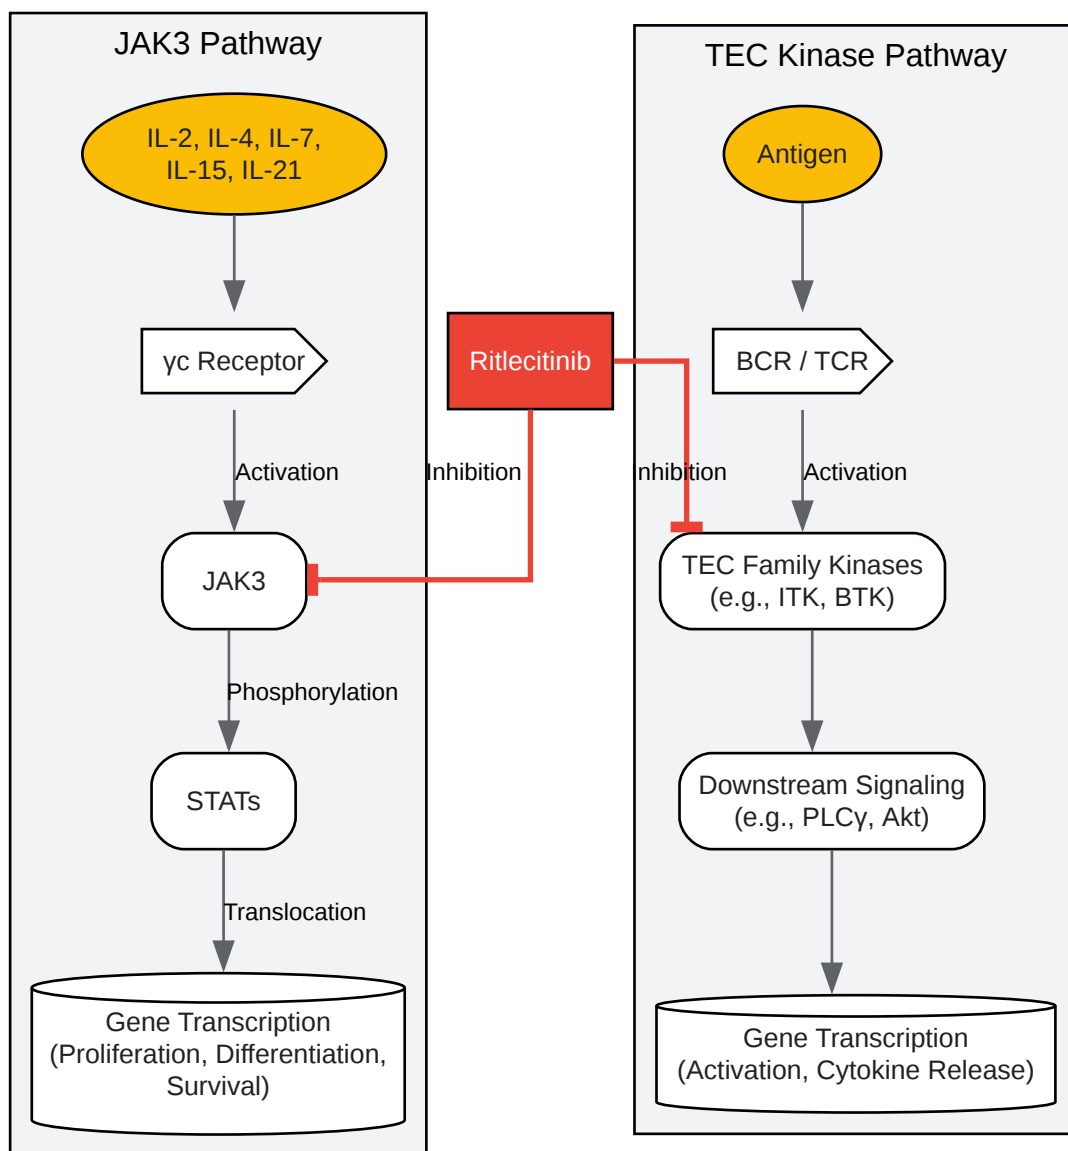 JAK3 Pathway
IL-2, IL-4, IL-7,
IL-15, IL-21
γc Receptor
Activation
Inhibition
JAK3
Phosphorylation
STATs
Translocation
Gene Transcription
(Proliferation, Differentiation,
Survival)
Ritlecitinib
TEC Kinase Pathway
Antigen
BCR / TCR
Inhibition
Activation
TEC Family Kinases
(e.g., ITK, BTK)
Downstream Signaling
(e.g., PLCγ, Akt)
Gene Transcription
(Activation, Cytokine Release)